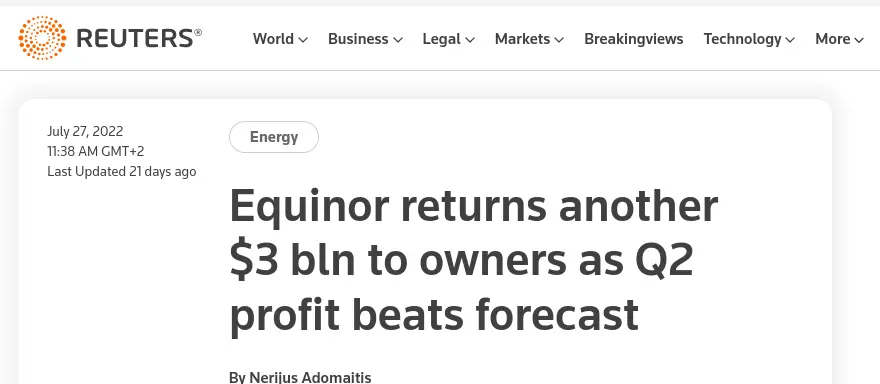 REUTERS®
World Business Legal Markets Breakingviews Technology More
July 27, 2022
11:38 AM GMT+2
Last Updated 21 days ago
Energy
Equinor returns another
$3 bln to owners as Q2
profit beats forecast
By Nerijus Adomaitis